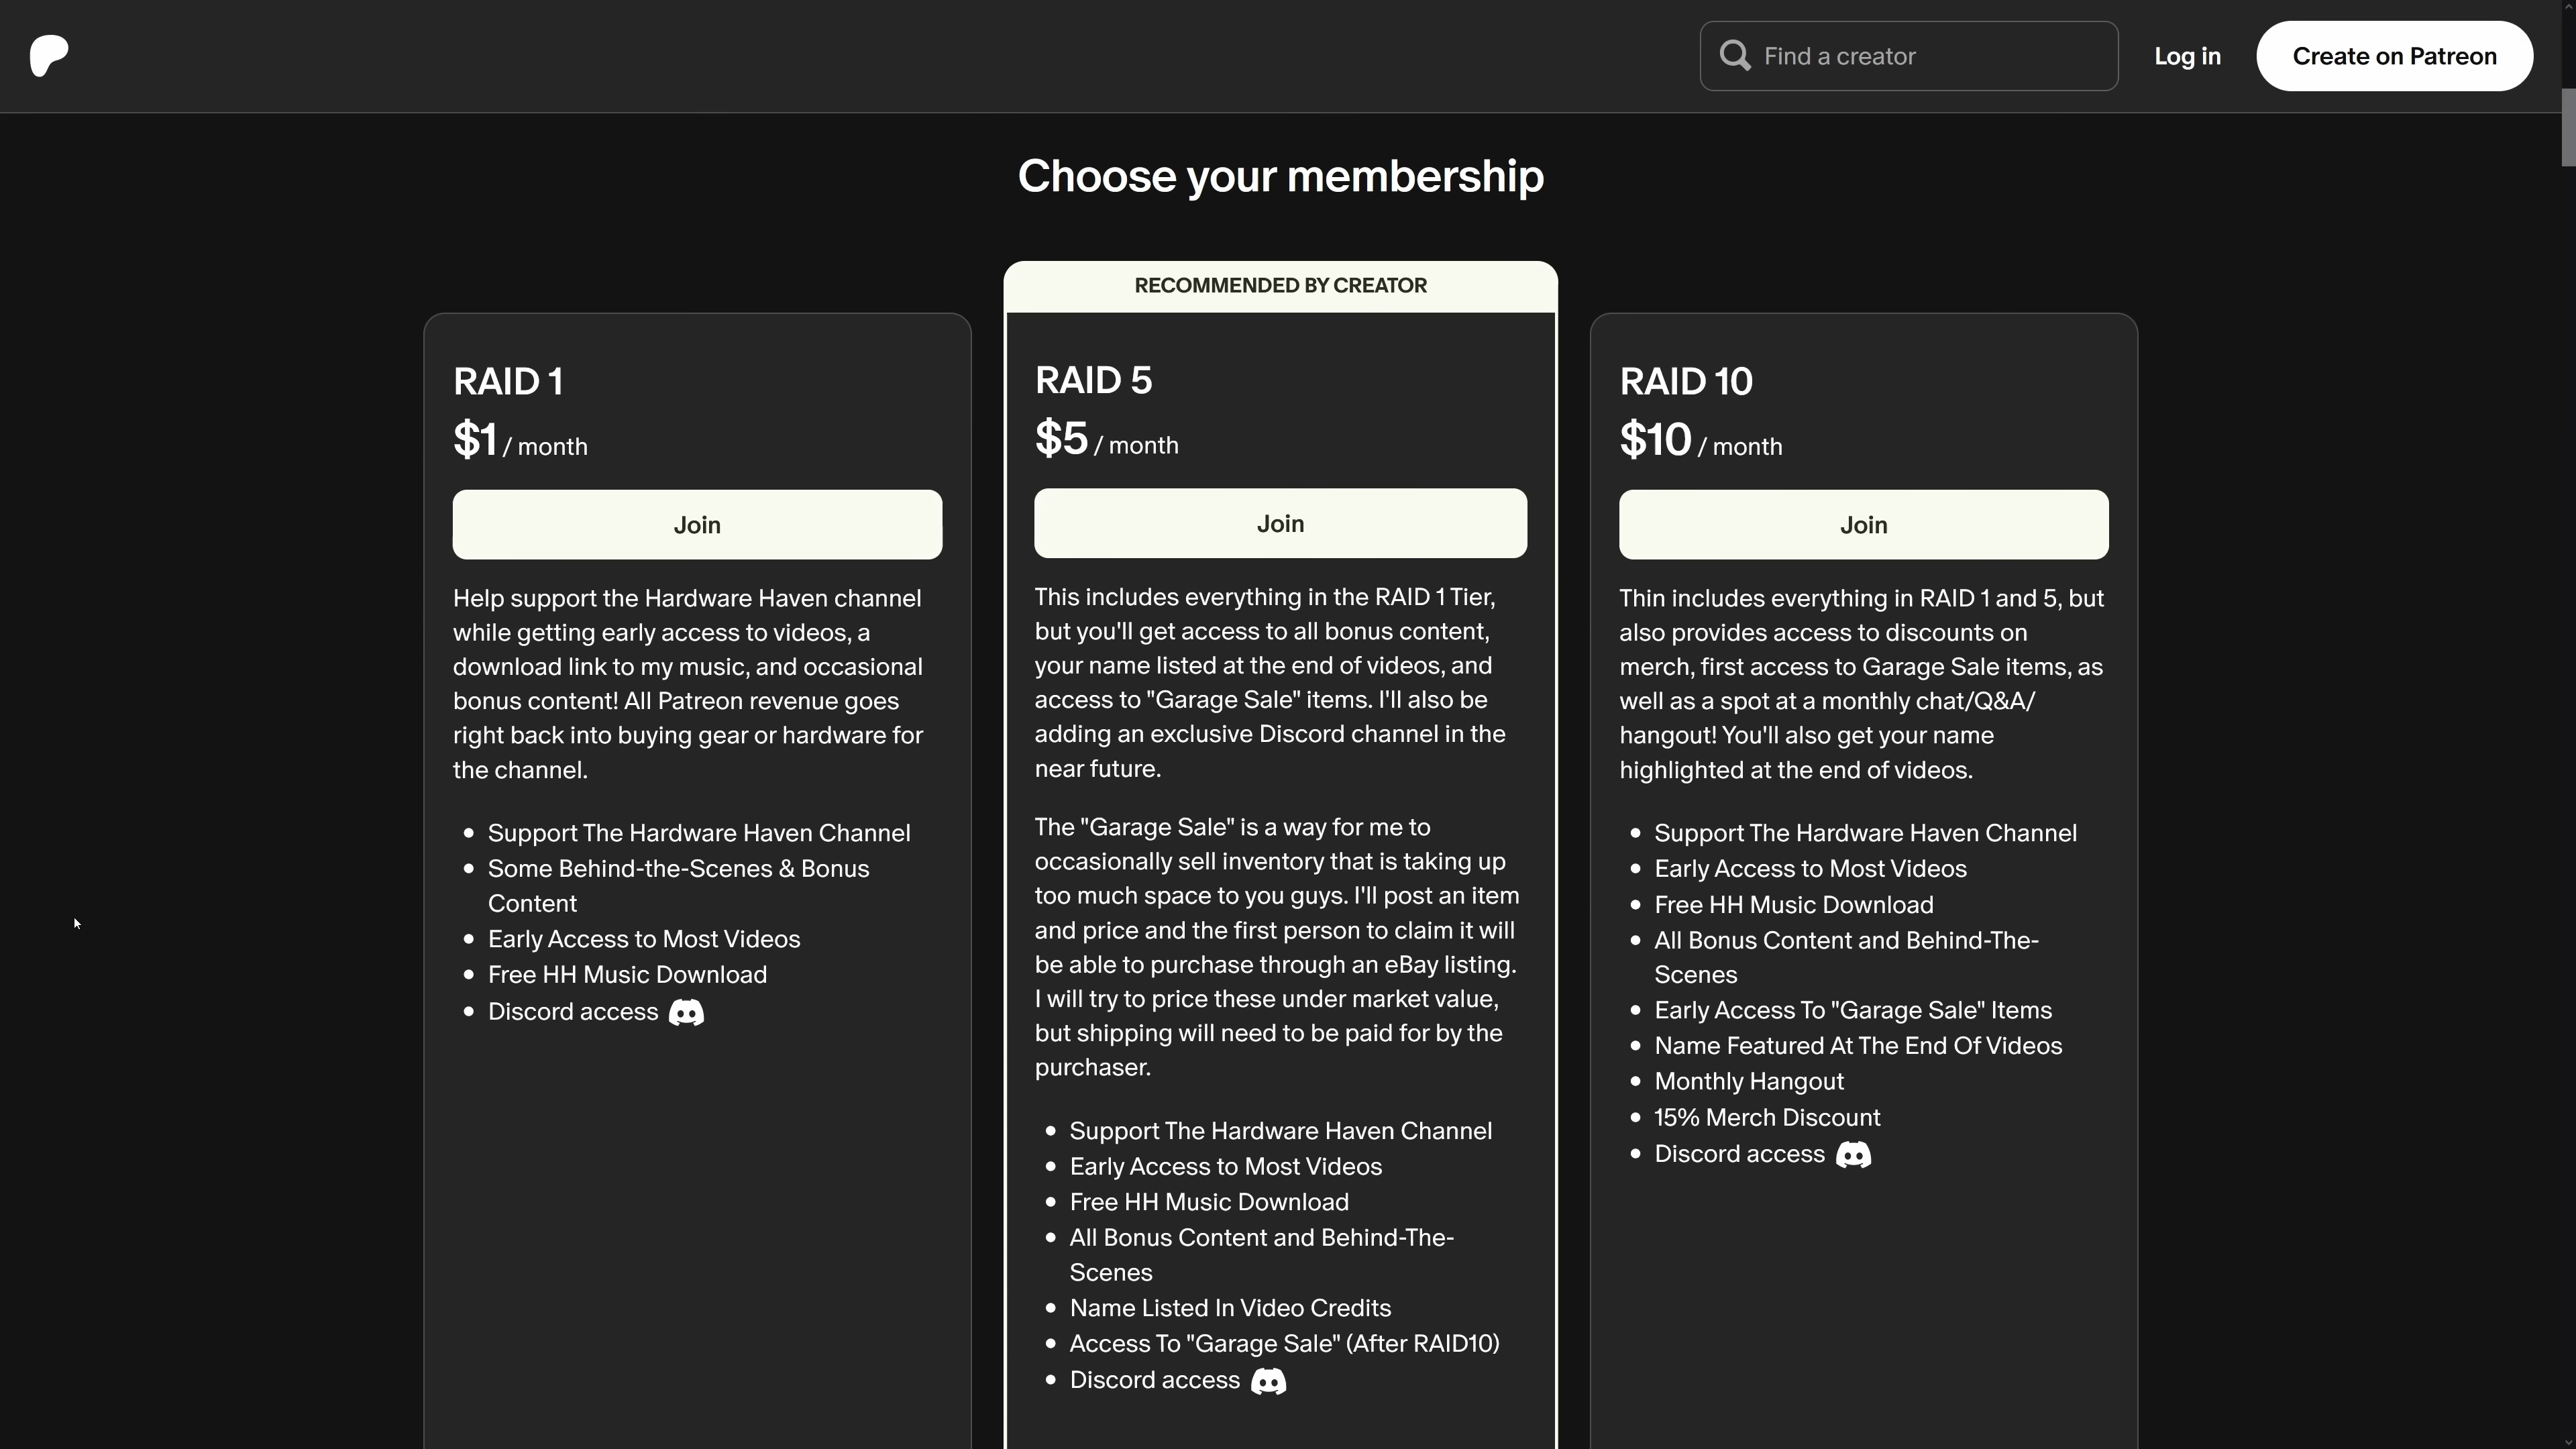 Find a creator
Log in
Create on Patreon
Choose your membership
RECOMMENDED BY CREATOR
RAID 1
$1 / month
Join
Help support the Hardware Haven channel
while getting early access to videos, a
download link to my music, and occasional
bonus content! All Patreon revenue goes
right back into buying gear or hardware for
the channel.
Support The Hardware Haven Channel
Some Behind-the-Scenes & Bonus
Content
Early Access to Most Videos
Free HH Music Download
Discord access
RAID 5
$5 / month
Join
This includes everything in the RAID 1 Tier,
but you'll get access to all bonus content,
your name listed at the end of videos, and
access to "Garage Sale" items. I'll also be
adding an exclusive Discord channel in the
near future.
The "Garage Sale" is a way for me to
occasionally sell inventory that is taking up
too much space to you guys. I'll post an item
and price and the first person to claim it will
be able to purchase through an eBay listing.
I will try to price these under market value,
but shipping will need to be paid for by the
purchaser.
Support The Hardware Haven Channel
Early Access to Most Videos
Free HH Music Download
All Bonus Content and Behind-The-
Scenes
Name Listed In Video Credits
Access To "Garage Sale" (After RAID10)
Discord access
RAID 10
$10 / month
Join
Thin includes everything in RAID 1 and 5, but
also provides access to discounts on
merch, first access to Garage Sale items, as
well as a spot at a monthly chat/Q&A/
hangout! You'll also get your name
highlighted at the end of videos.
Support The Hardware Haven Channel
Early Access to Most Videos
Free HH Music Download
All Bonus Content and Behind-The-
Scenes
Early Access To "Garage Sale" Items
Name Featured At The End Of Videos
Monthly Hangout
15% Merch Discount
Discord access